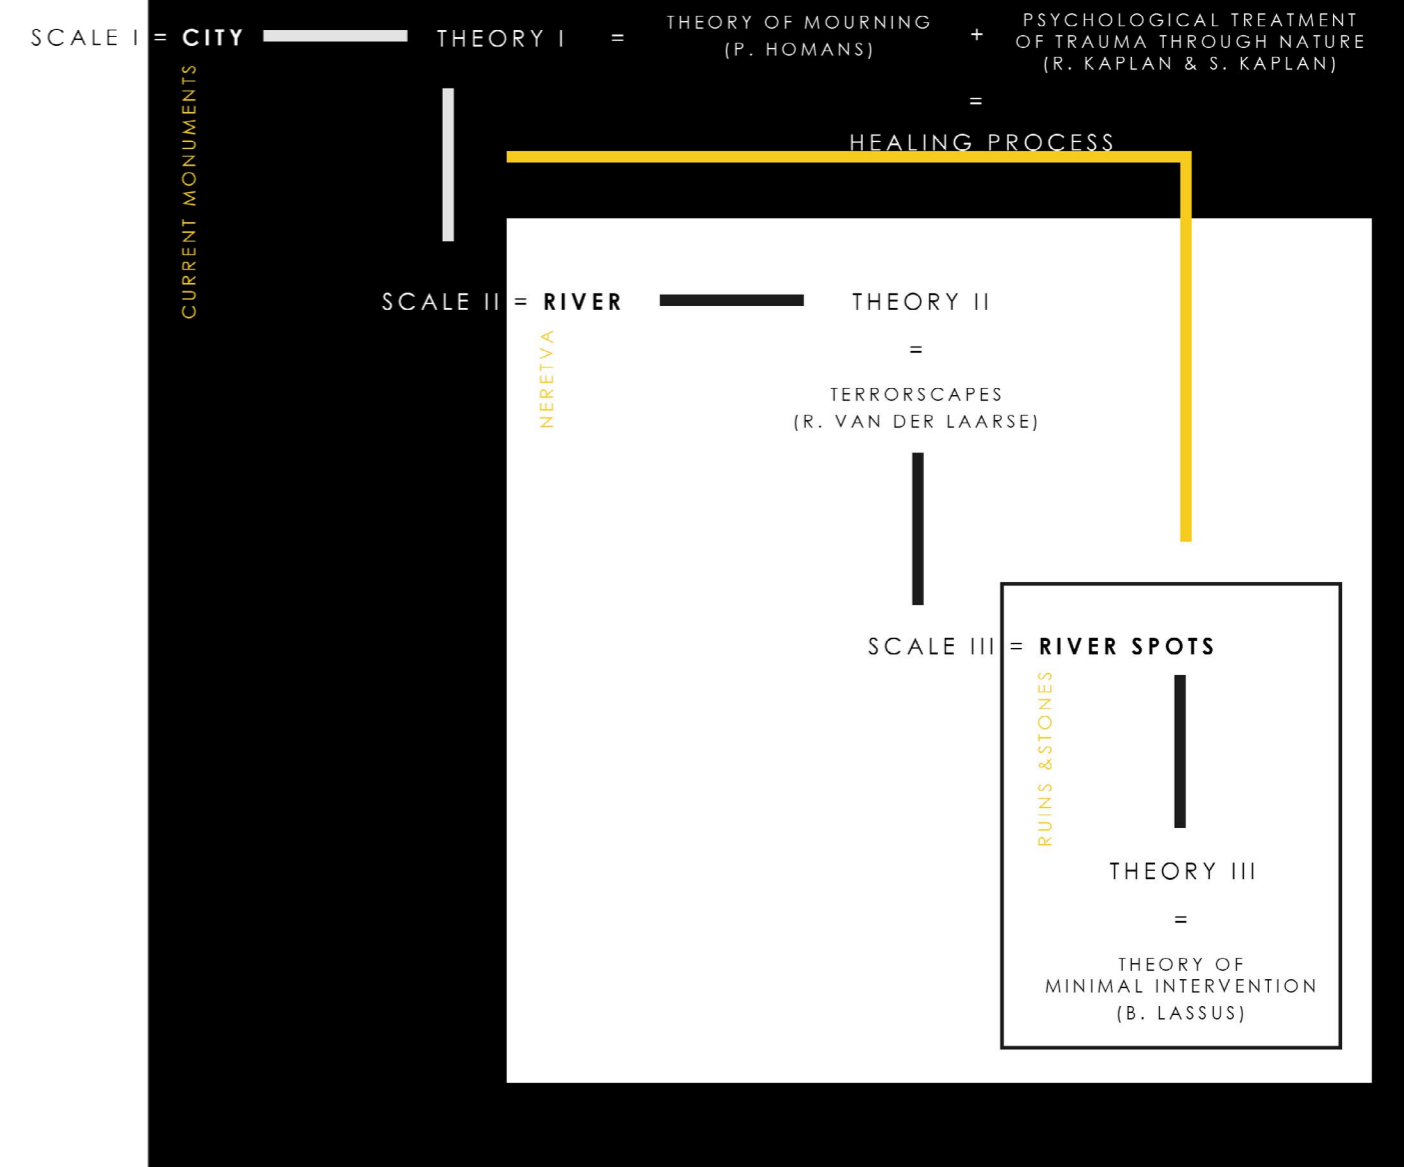 SCALE I = CITY
THEORY I
=
THEORY OF MOURNING
(P. HOMANS)
+
PSYCHOLOGICAL TREATMENT
OF TRAUMA THROUGH NATURE
(R. KAPLAN & S. KAPLAN)
=
HEALING PROCESS
CURRENT MONUMENTS
SCALE II = RIVER
THEORY II
=
TERRORSCAPES
(R. VAN DER LAARSE)
NERETVA
SCALE III = RIVER SPOTS
RUINS &STONES
THEORY III
=
THEORY OF
MINIMAL INTERVENTION
(B. LASSUS)